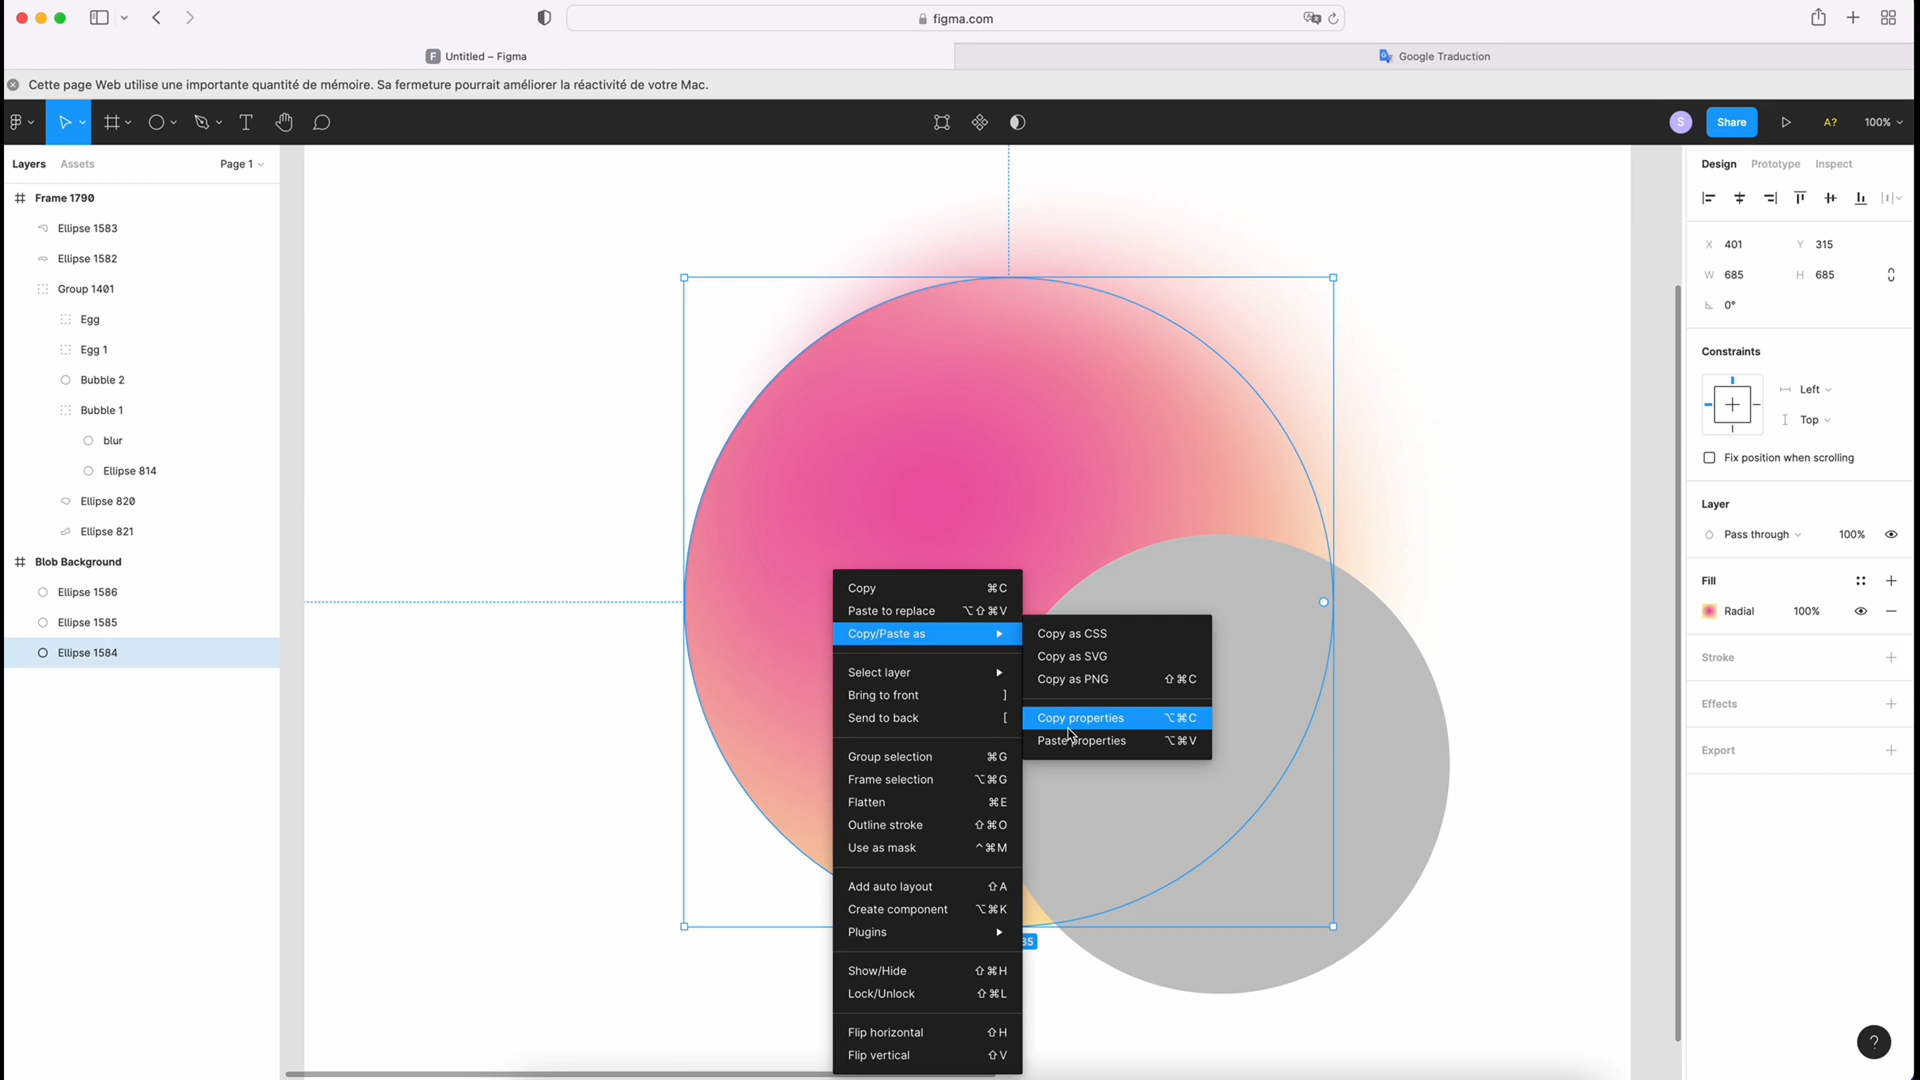 figma.com
Untitled – Figma
Google Traduction
Cette page Web utilise une importante quantité de mémoire. Sa fermeture pourrait améliorer la réactivité de votre Mac.
S
Share
A?
100%
Layers
Assets
Page 1
Frame 1790
Ellipse 1583
Ellipse 1582
Group 1401
Egg
Egg 1
Bubble 2
Bubble 1
blur
Ellipse 814
Ellipse 820
Ellipse 821
Blob Background
Ellipse 1586
Ellipse 1585
Ellipse 1584
Copy ⌘C
Paste to replace ⌥⇧⌘V
Copy/Paste as
Select layer
Bring to front ]
Send to back [
Group selection ⌘G
Frame selection ⌥⌘G
Flatten ⌘E
Outline stroke ⇧⌘O
Use as mask ^⌘M
Add auto layout ⇧A
Create component ⌥⌘K
Plugins
Show/Hide ⇧⌘H
Lock/Unlock ⇧⌘L
Flip horizontal ⇧H
Flip vertical ⇧V
Copy as CSS
Copy as SVG
Copy as PNG ⇧⌘C
Copy properties ⌥⌘C
Paste properties ⌥⌘V
Design
Prototype
Inspect
X 401 Y 315
W 685 H 685
0°
Constraints
Left
Top
Fix position when scrolling
Layer
Pass through 100%
Fill
Radial 100%
Stroke
Effects
Export
?